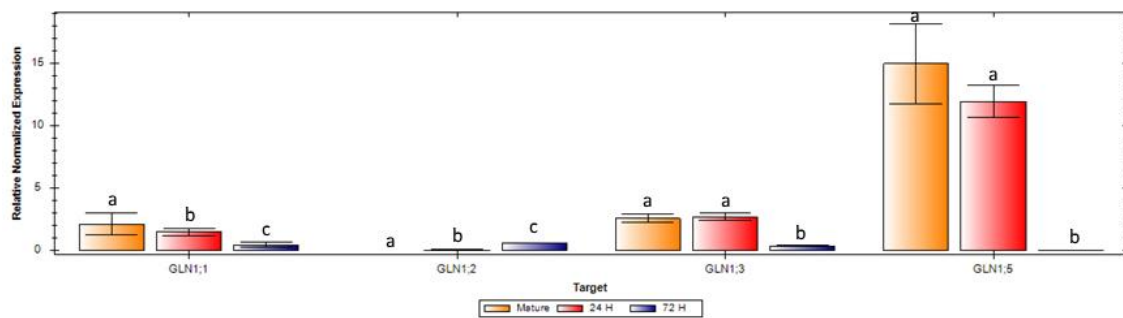 a
a
15
Relative Normalized Expression
10
5
a
b
c
a
b
c
a
a
b
b
0
GLN1;1 GLN1;2 GLN1;3 GLN1;5
Target
Mature 24 H 72 H